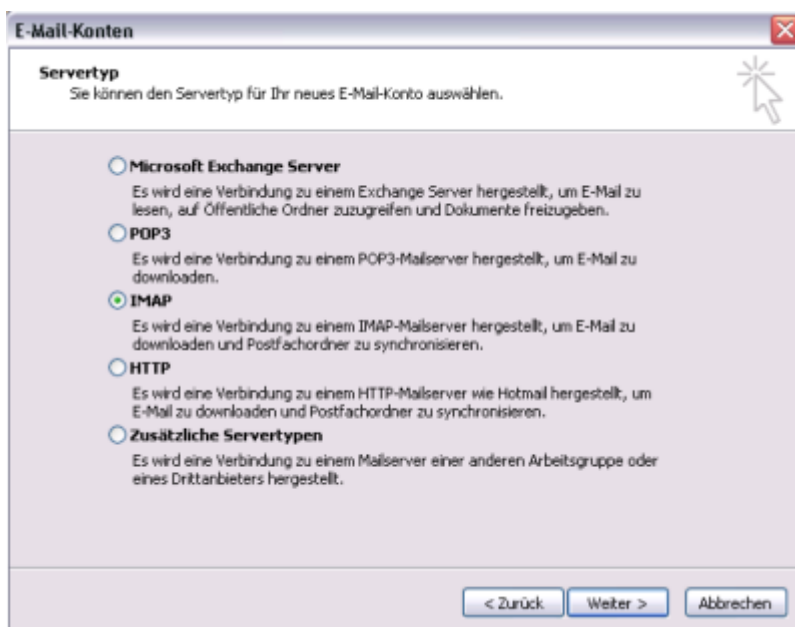 E-Mail-Konten
Servertyp
Sie können den Servertyp für Ihr neues E-Mail-Konto auswählen.
Microsoft Exchange Server
Es wird eine Verbindung zu einem Exchange Server hergestellt, um E-Mail zu
lesen, auf Öffentliche Ordner zuzugreifen und Dokumente freizugeben.
POP3
Es wird eine Verbindung zu einem POP3-Mailserver hergestellt, um E-Mail zu
downloaden.
IMAP
Es wird eine Verbindung zu einem IMAP-Mailserver hergestellt, um E-Mail zu
downloaden und Postfachordner zu synchronisieren.
HTTP
Es wird eine Verbindung zu einem HTTP-Mailserver wie Hotmail hergestellt, um
E-Mail zu downloaden und Postfachordner zu synchronisieren.
Zusätzliche Servertypen
Es wird eine Verbindung zu einem Mailserver einer anderen Arbeitsgruppe oder
eines Drittanbieters hergestellt.
< Zurück Weiter > Abbrechen